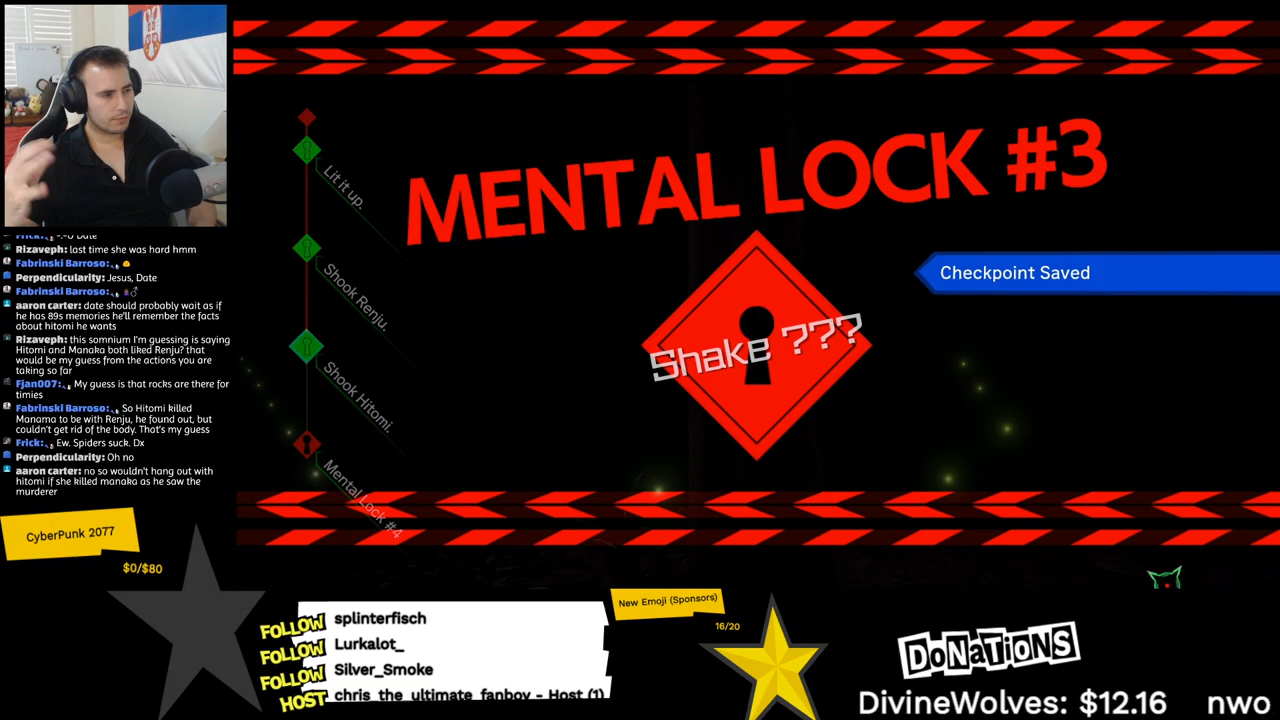 MENTAL LOCK #3
Shake ???
Checkpoint Saved
Lit it up.
Shook Renju.
Shook Hitomi.
Mental Lock #4
Rizaveph: last time she was hard hmm
Fabrinski Barroso:
Perpendicularity: Jesus, Date
Fabrinski Barroso:
aaron carter: date should probably wait as if
he has 89s memories he'll remember the facts
about hitomi he wants
Rizaveph: this somnium I'm guessing is saying
Hitomi and Manaka both liked Renju? that
would be my guess from the actions you are
taking so far
Fjan007: My guess is that rocks are there for
timies
Fabrinski Barroso: So Hitomi killed
Manama to be with Renju, he found out, but
couldn't get rid of the body. That's my guess
Frick: Ew. Spiders suck. Dx
Perpendicularity: Oh no
aaron carter: no so wouldn't hang out with
hitomi if she killed manaka as he saw the
murderer
CyberPunk 2077
$0/$80
FOLLOW splinterfisch
FOLLOW Lurkalot_
FOLLOW Silver_Smoke
HOST chris_the_ultimate_fanboy - Host (1)
New Emoji (Sponsors)
16/20
DONATIONS
DivineWolves: $12.16 nwo